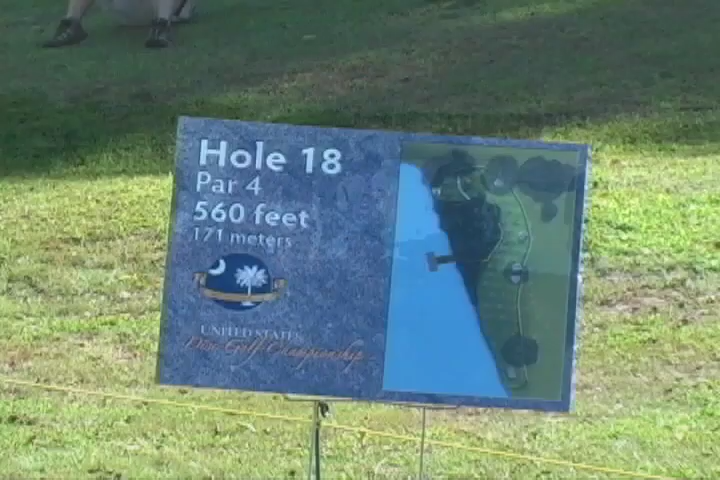 Hole 18
Par 4
560 feet
171 meters
UNITED STATES
Disc Golf Championship